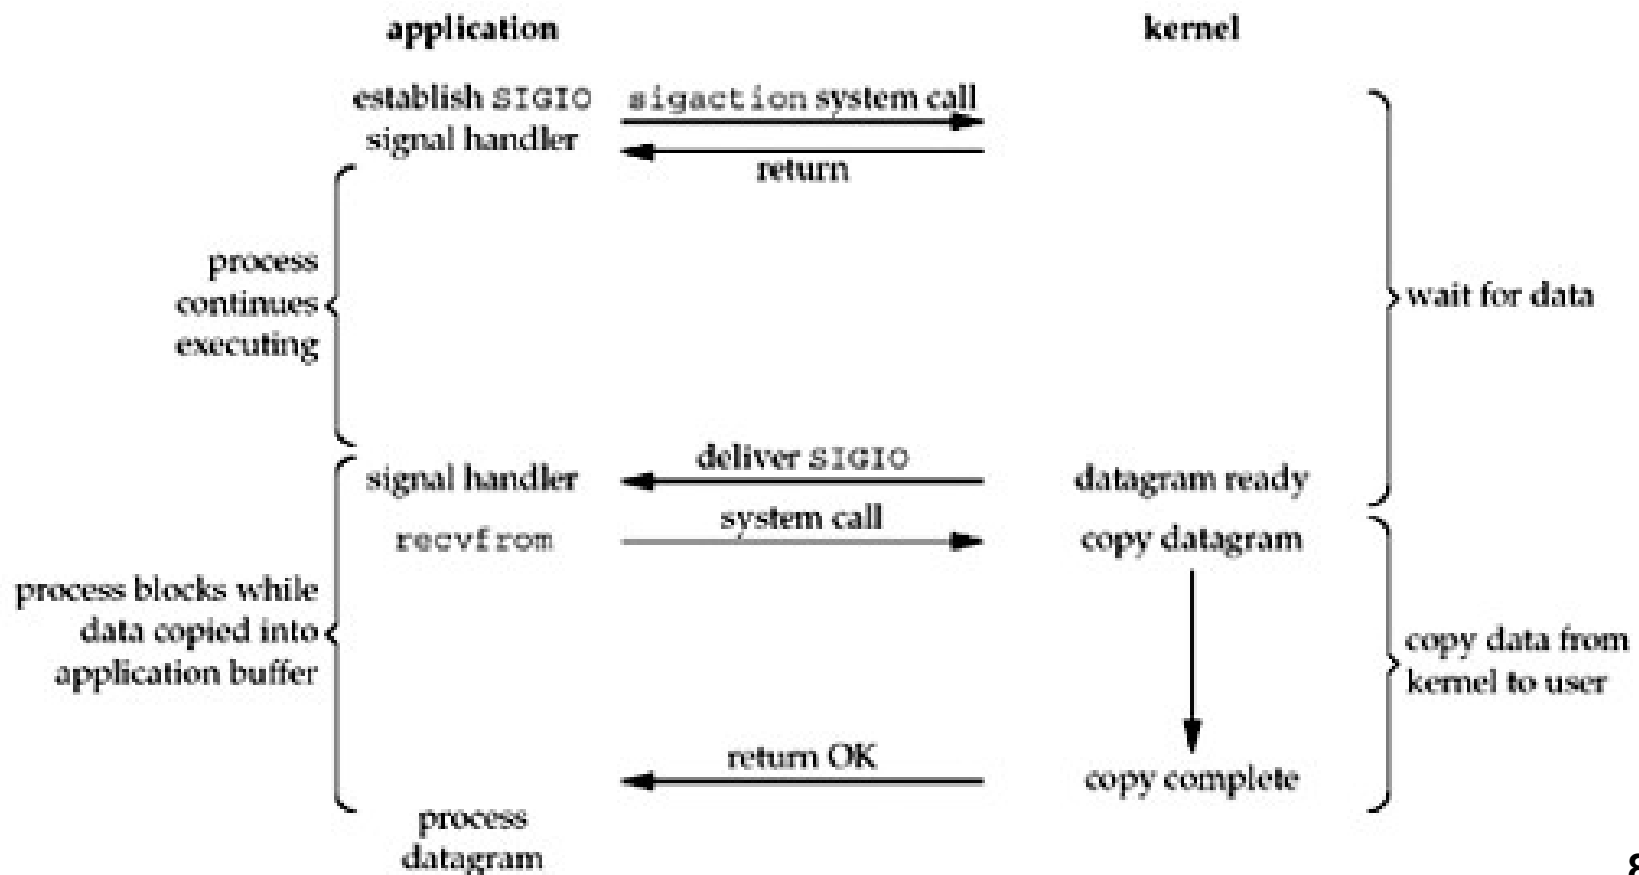 application
kernel
establish SIGIO
signal handler
sigaction system call
return
process
continues
executing
wait for data
signal handler
deliver SIGIO
datagram ready
recvfrom
system call
copy datagram
process blocks while
data copied into
application buffer
copy data from
kernel to user
return OK
copy complete
process
datagram